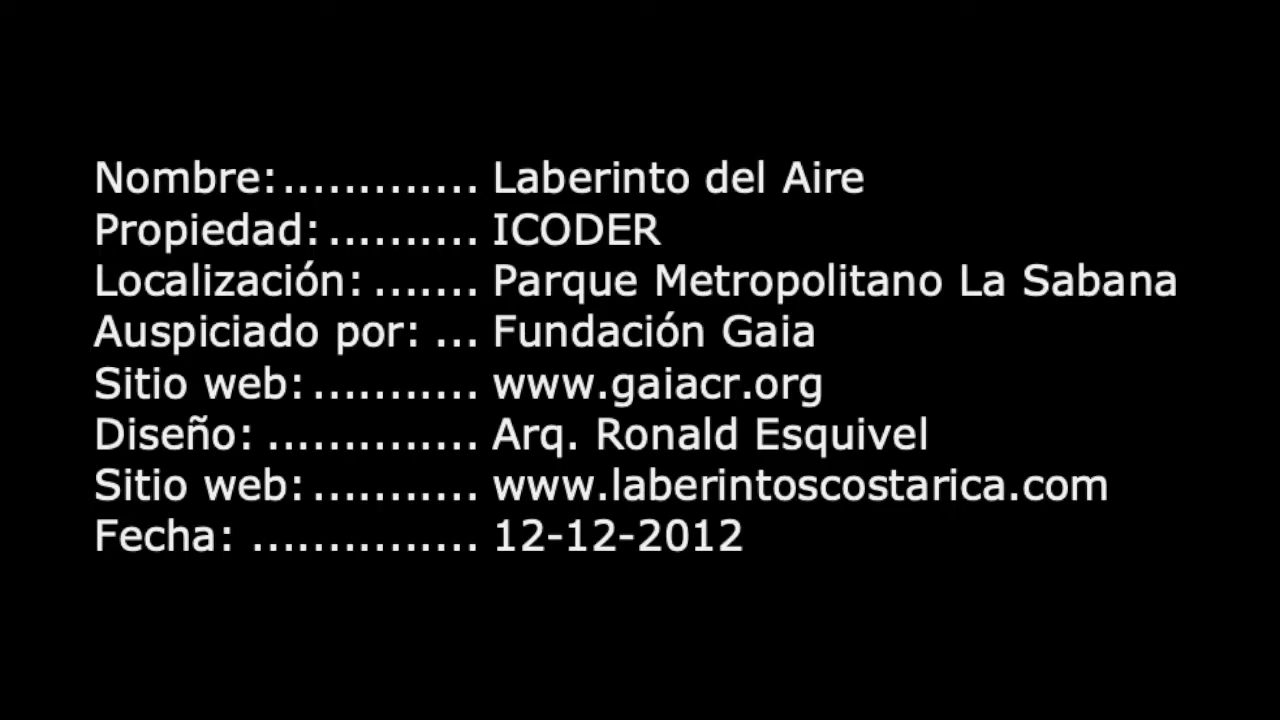 Nombre:............. Laberinto del Aire
Propiedad:.......... ICODER
Localización: ....... Parque Metropolitano La Sabana
Auspiciado por: ... Fundación Gaia
Sitio web:........... www.gaiacr.org
Diseño: .............. Arq. Ronald Esquivel
Sitio web:........... www.laberintoscostarica.com
Fecha: ............... 12-12-2012